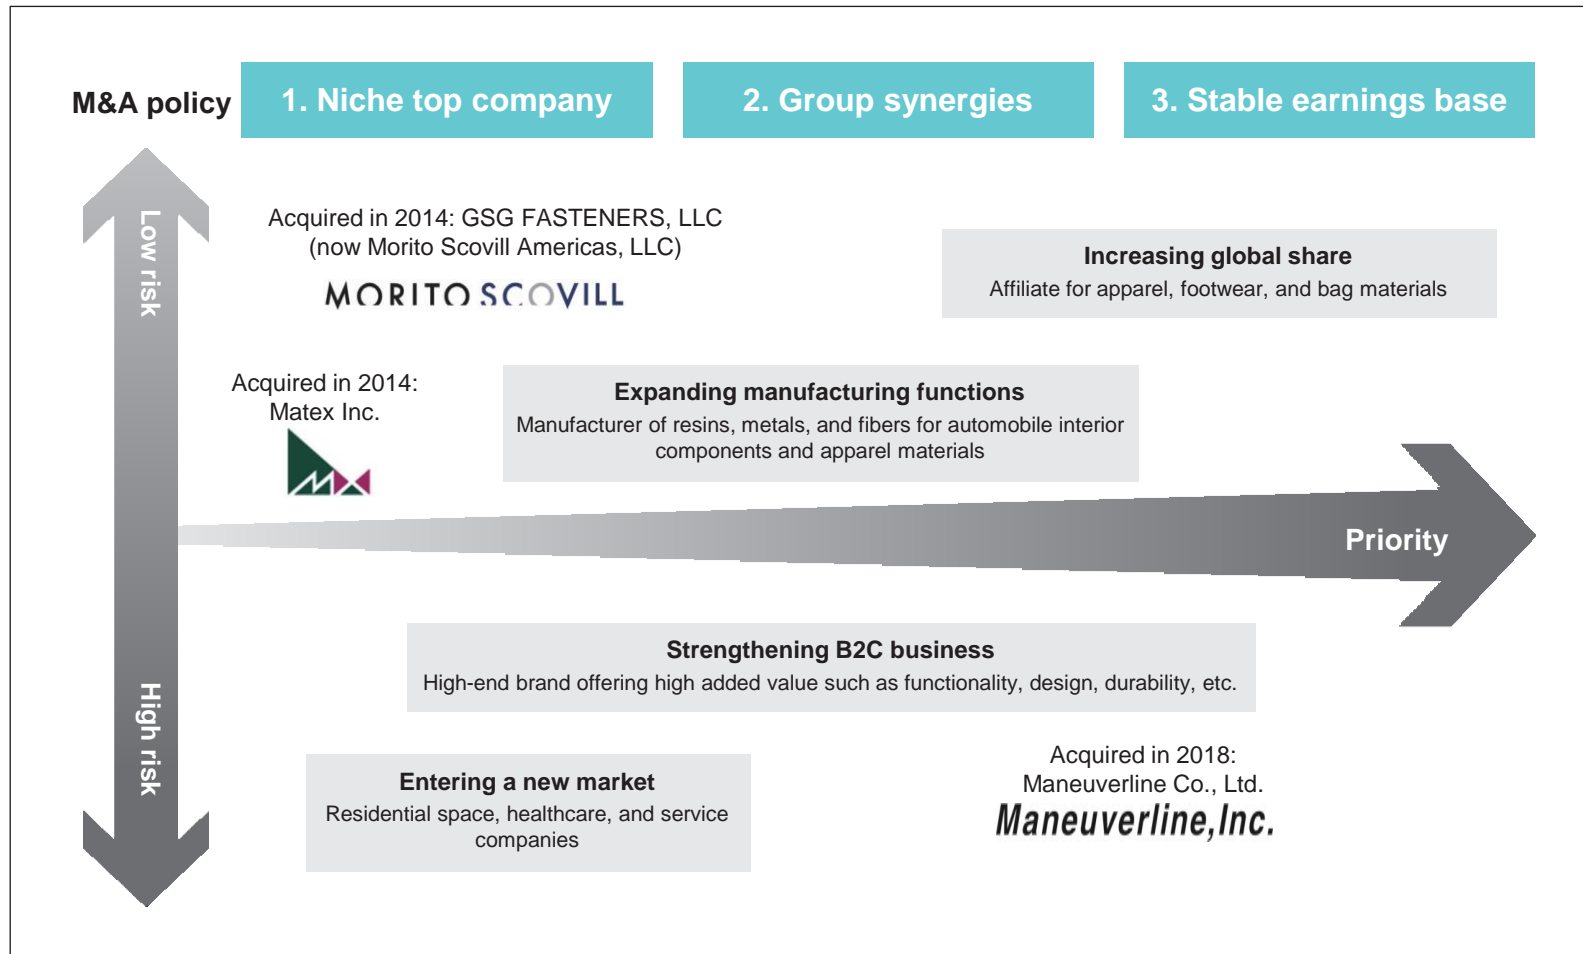 M&A policy
1. Niche top company
2. Group synergies
3. Stable earnings base
Low risk
Acquired in 2014: GSG FASTENERS, LLC
(now Morito Scovill Americas, LLC)
MORITO SCOVILL
Increasing global share
Affiliate for apparel, footwear, and bag materials
Acquired in 2014:
Matex Inc.
MX
Expanding manufacturing functions
Manufacturer of resins, metals, and fibers for automobile interior
components and apparel materials
Priority
High risk
Strengthening B2C business
High-end brand offering high added value such as functionality, design, durability, etc.
Entering a new market
Residential space, healthcare, and service
companies
Acquired in 2018:
Maneuverline Co., Ltd.
Maneuverline,Inc.